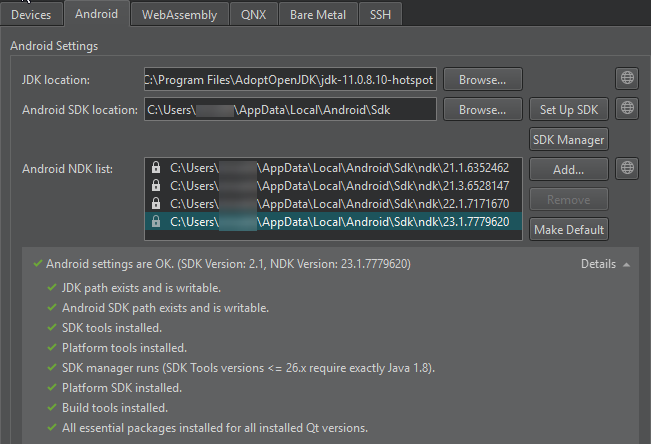 Devices Android WebAssembly QNX Bare Metal SSH
Android Settings
JDK location: C:\Program Files\AdoptOpenJDK\jdk-11.0.8.10-hotspot Browse...
Android SDK location: C:\Users\ \AppData\Local\Android\Sdk Browse... Set Up SDK
SDK Manager
Android NDK list: C:\Users\ \AppData\Local\Android\Sdk\ndk\21.1.6352462 Add...
C:\Users\ \AppData\Local\Android\Sdk\ndk\21.3.6528147
C:\Users\ \AppData\Local\Android\Sdk\ndk\22.1.7171670 Remove
C:\Users\ \AppData\Local\Android\Sdk\ndk\23.1.7779620 Make Default
Android settings are OK. (SDK Version: 2.1, NDK Version: 23.1.7779620) Details
JDK path exists and is writable.
Android SDK path exists and is writable.
SDK tools installed.
Platform tools installed.
SDK manager runs (SDK Tools versions <= 26.x require exactly Java 1.8).
Platform SDK installed.
Build tools installed.
All essential packages installed for all installed Qt versions.